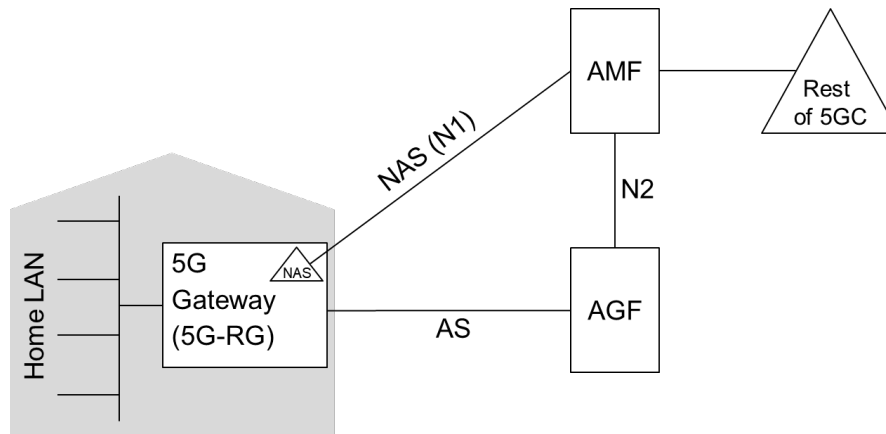 AMF
Rest
of 5GC
NAS (N1)
N2
Home LAN
5G
Gateway
(5G-RG)
NAS
AS
AGF